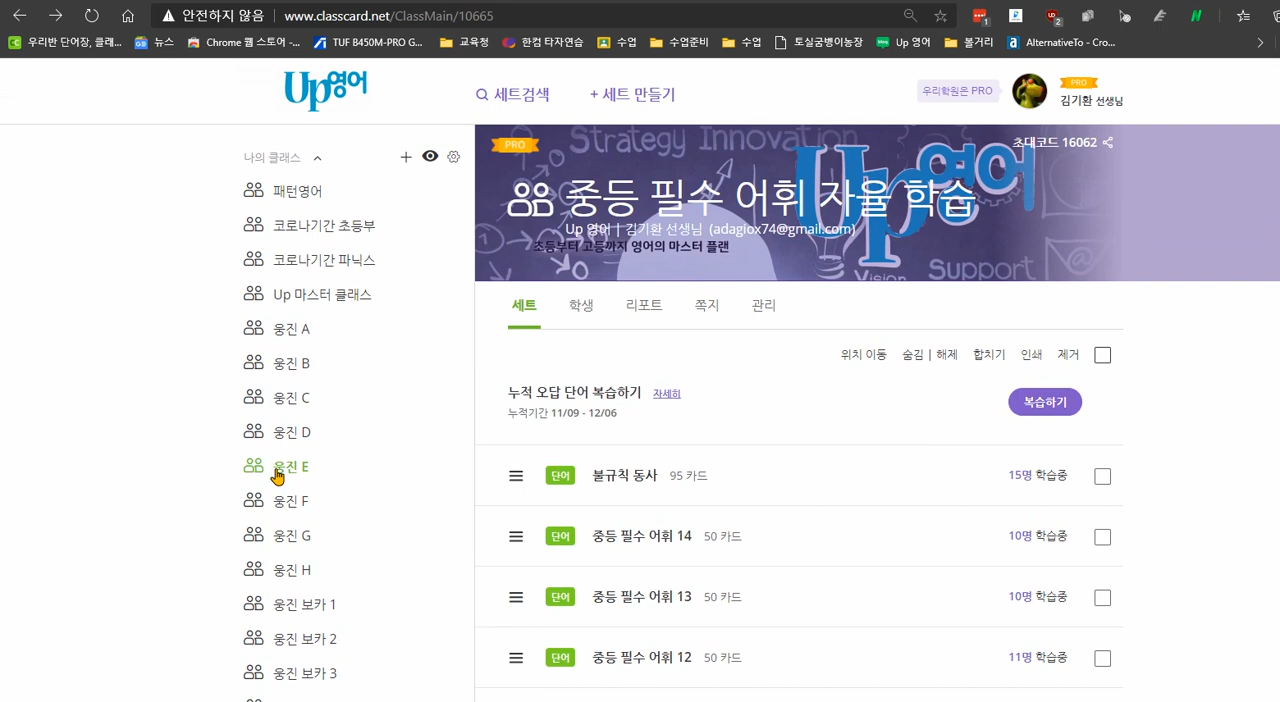 안전하지 않음 | www.classcard.net/ClassMain/10665
1
2
우리반 단어장, 클래... 뉴스 Chrome 웹 스토어 -... TUF B450M-PRO G... 교육청 한컴 타자연습 수업 수업준비 수업 토실궁뱅이농장 Up 영어 볼거리 AlternativeTo - Cro...
Up영어
세트검색 + 세트 만들기
우리학원은 PRO
PRO
김기환 선생님
나의 클래스
패턴영어
코로나기간 초등부
코로나기간 파닉스
Up 마스터 클래스
웅진 A
웅진 B
웅진 C
웅진 D
웅진 E
웅진 F
웅진 G
웅진 H
웅진 보카 1
웅진 보카 2
웅진 보카 3
PRO
Strategy Innovation
초대코드 16062
Up영어
중등 필수 어휘 자율 학습
Up 영어 | 김기환 선생님 (adagiox74@gmail.com)
초등부터 고등까지 영어의 마스터 플랜
Vision
Support
세트 학생 리포트 쪽지 관리
위치 이동 숨김 | 해제 합치기 인쇄 제거
누적 오답 단어 복습하기 자세히
누적기간 11/09 - 12/06
복습하기
단어 불규칙 동사 95 카드 15명 학습중
단어 중등 필수 어휘 14 50 카드 10명 학습중
단어 중등 필수 어휘 13 50 카드 10명 학습중
단어 중등 필수 어휘 12 50 카드 11명 학습중